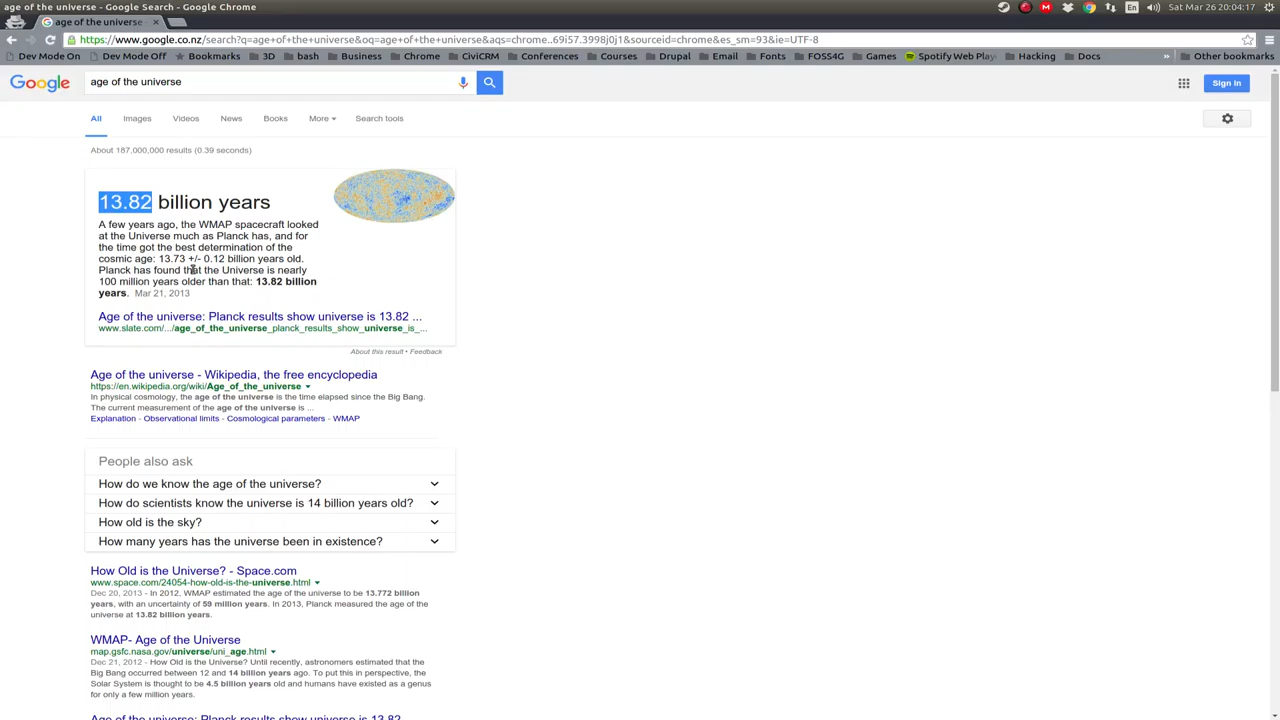 age of the universe - Google Search - Google Chrome
En Sat Mar 26 20:04:17
age of the universe
https://www.google.co.nz/search?q=age+of+the+universe&oq=age+of+the+universe&aqs=chrome..69i57.3998j0j1&sourceid=chrome&es_sm=93&ie=UTF-8
Dev Mode On Dev Mode Off Bookmarks 3D bash Business Chrome CiviCRM Conferences Courses Drupal Email Fonts FOSS4G Games Spotify Web Play Hacking Docs » Other bookmarks
Google age of the universe Sign in
All Images Videos News Books More Search tools
About 187,000,000 results (0.39 seconds)
13.82 billion years
A few years ago, the WMAP spacecraft looked
at the Universe much as Planck has, and for
the time got the best determination of the
cosmic age: 13.73 +/- 0.12 billion years old.
Planck has found that the Universe is nearly
100 million years older than that: 13.82 billion
years. Mar 21, 2013
Age of the universe: Planck results show universe is 13.82 ...
www.slate.com/.../age_of_the_universe_planck_results_show_universe_is_...
About this result • Feedback
Age of the universe - Wikipedia, the free encyclopedia
https://en.wikipedia.org/wiki/Age_of_the_universe
In physical cosmology, the age of the universe is the time elapsed since the Big Bang.
The current measurement of the age of the universe is ...
Explanation - Observational limits - Cosmological parameters - WMAP
People also ask
How do we know the age of the universe?
How do scientists know the universe is 14 billion years old?
How old is the sky?
How many years has the universe been in existence?
How Old is the Universe? - Space.com
www.space.com/24054-how-old-is-the-universe.html
Dec 20, 2013 - In 2012, WMAP estimated the age of the universe to be 13.772 billion
years, with an uncertainty of 59 million years. In 2013, Planck measured the age of the
universe at 13.82 billion years.
WMAP- Age of the Universe
map.gsfc.nasa.gov/universe/uni_age.html
Dec 21, 2012 - How Old is the Universe? Until recently, astronomers estimated that the
Big Bang occurred between 12 and 14 billion years ago. To put this in perspective, the
Solar System is thought to be 4.5 billion years old and humans have existed as a genus
for only a few million years.
Age of the universe: Planck results show universe is 13.82